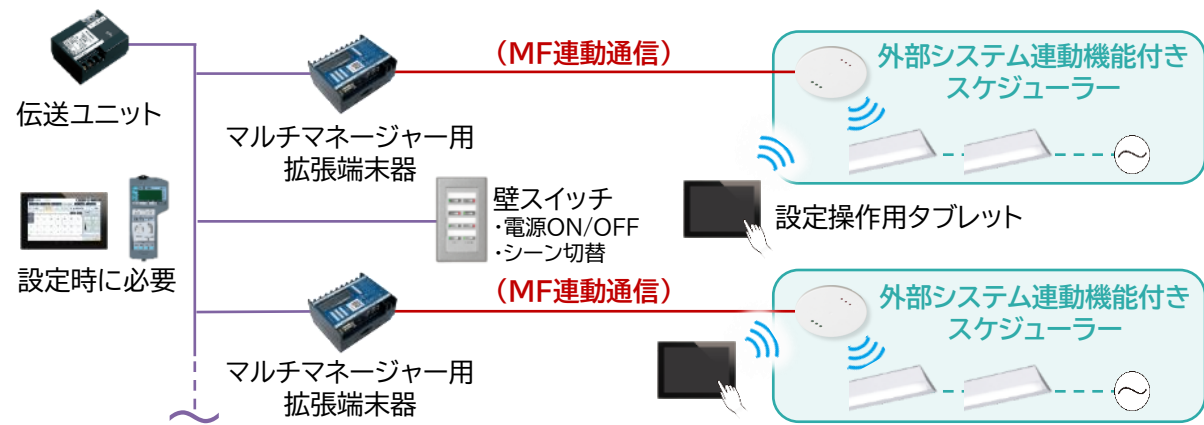 伝送ユニット
マルチマネージャー用
拡張端末器
(MF連動通信)
外部システム連動機能付き
スケジューラー
設定時に必要
壁スイッチ
・電源ON/OFF
・シーン切替
設定操作用タブレット
マルチマネージャー用
拡張端末器
(MF連動通信)
外部システム連動機能付き
スケジューラー